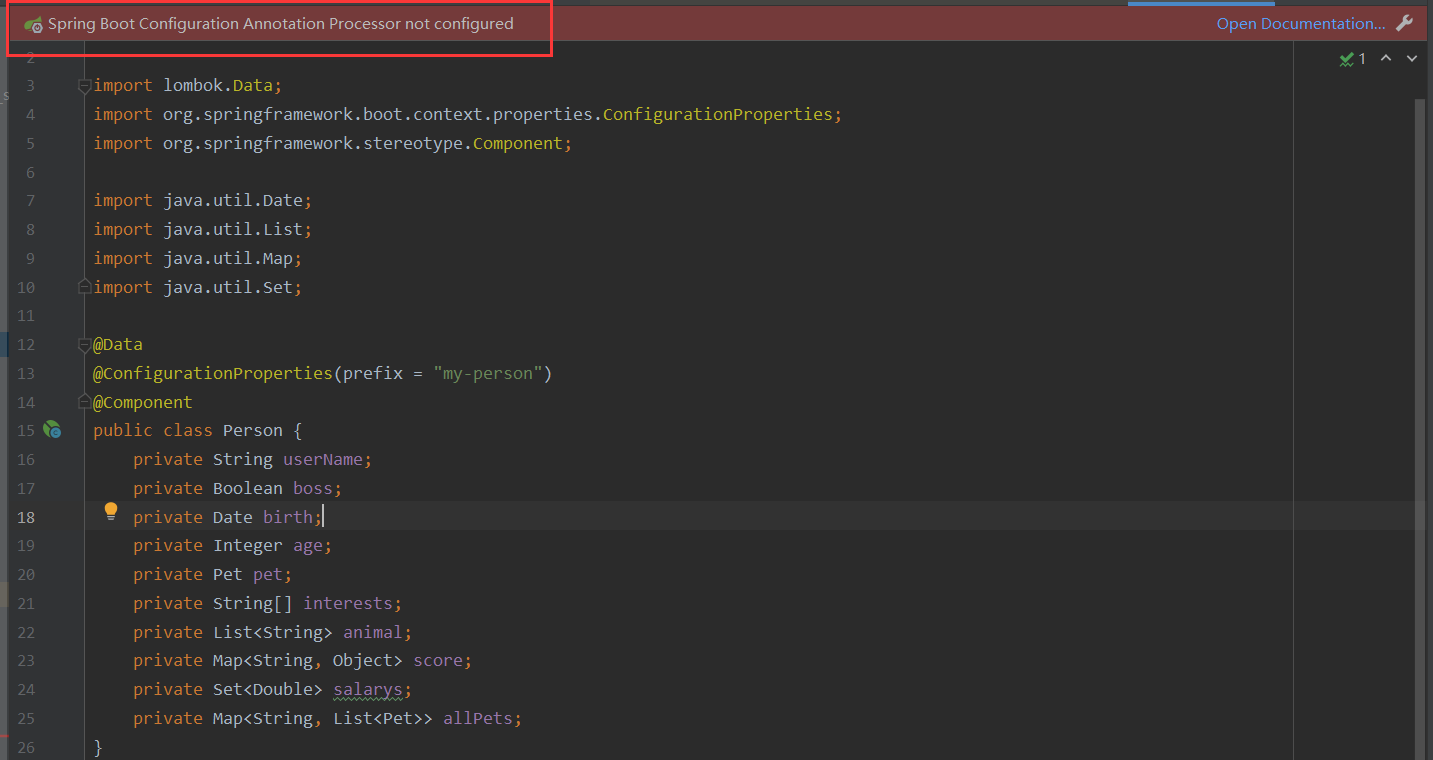 Spring Boot Configuration Annotation Processor not configured Open Documentation...
2 1
3 import lombok.Data;
4 import org.springframework.boot.context.properties.ConfigurationProperties;
5 import org.springframework.stereotype.Component;
6
7 import java.util.Date;
8 import java.util.List;
9 import java.util.Map;
10 import java.util.Set;
11
12 @Data
13 @ConfigurationProperties(prefix = "my-person")
14 @Component
15 public class Person {
16 private String userName;
17 private Boolean boss;
18 private Date birth;
19 private Integer age;
20 private Pet pet;
21 private String[] interests;
22 private List<String> animal;
23 private Map<String, Object> score;
24 private Set<Double> salarys;
25 private Map<String, List<Pet>> allPets;
26 }